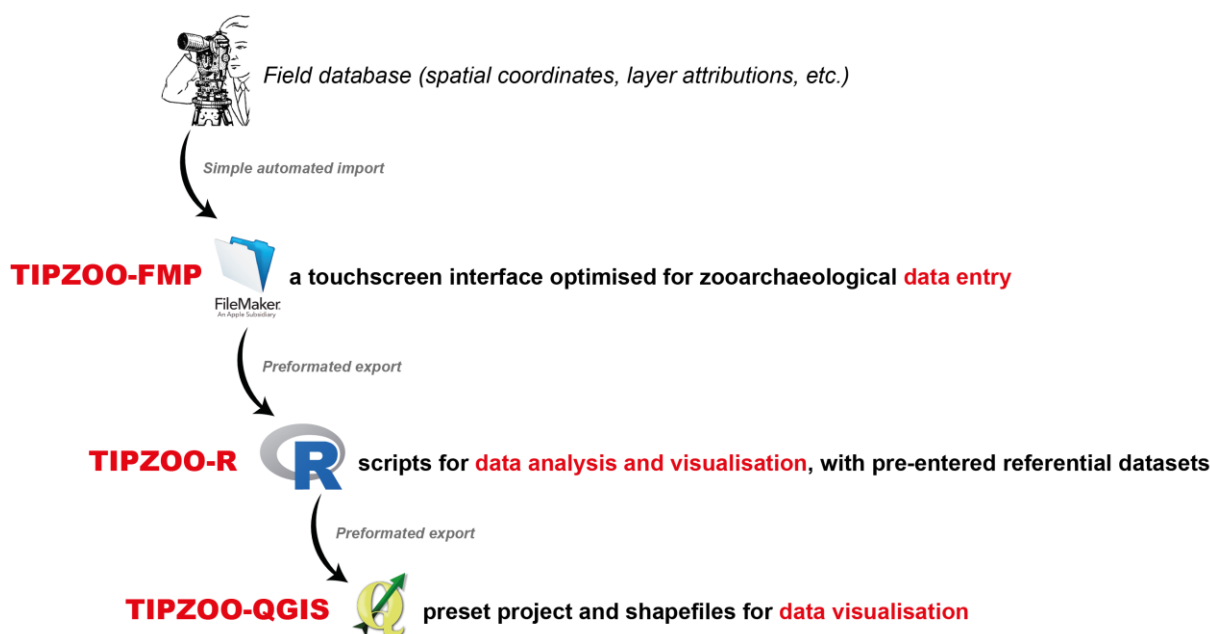 Field database (spatial coordinates, layer attributions, etc.)
Simple automated import
TIPZOO-FMP a touchscreen interface optimised for zooarchaeological data entry
FileMaker
An Apple Subsidiary
Preformated export
TIPZOO-R R scripts for data analysis and visualisation, with pre-entered referential datasets
Preformated export
TIPZOO-QGIS Q preset project and shapefiles for data visualisation